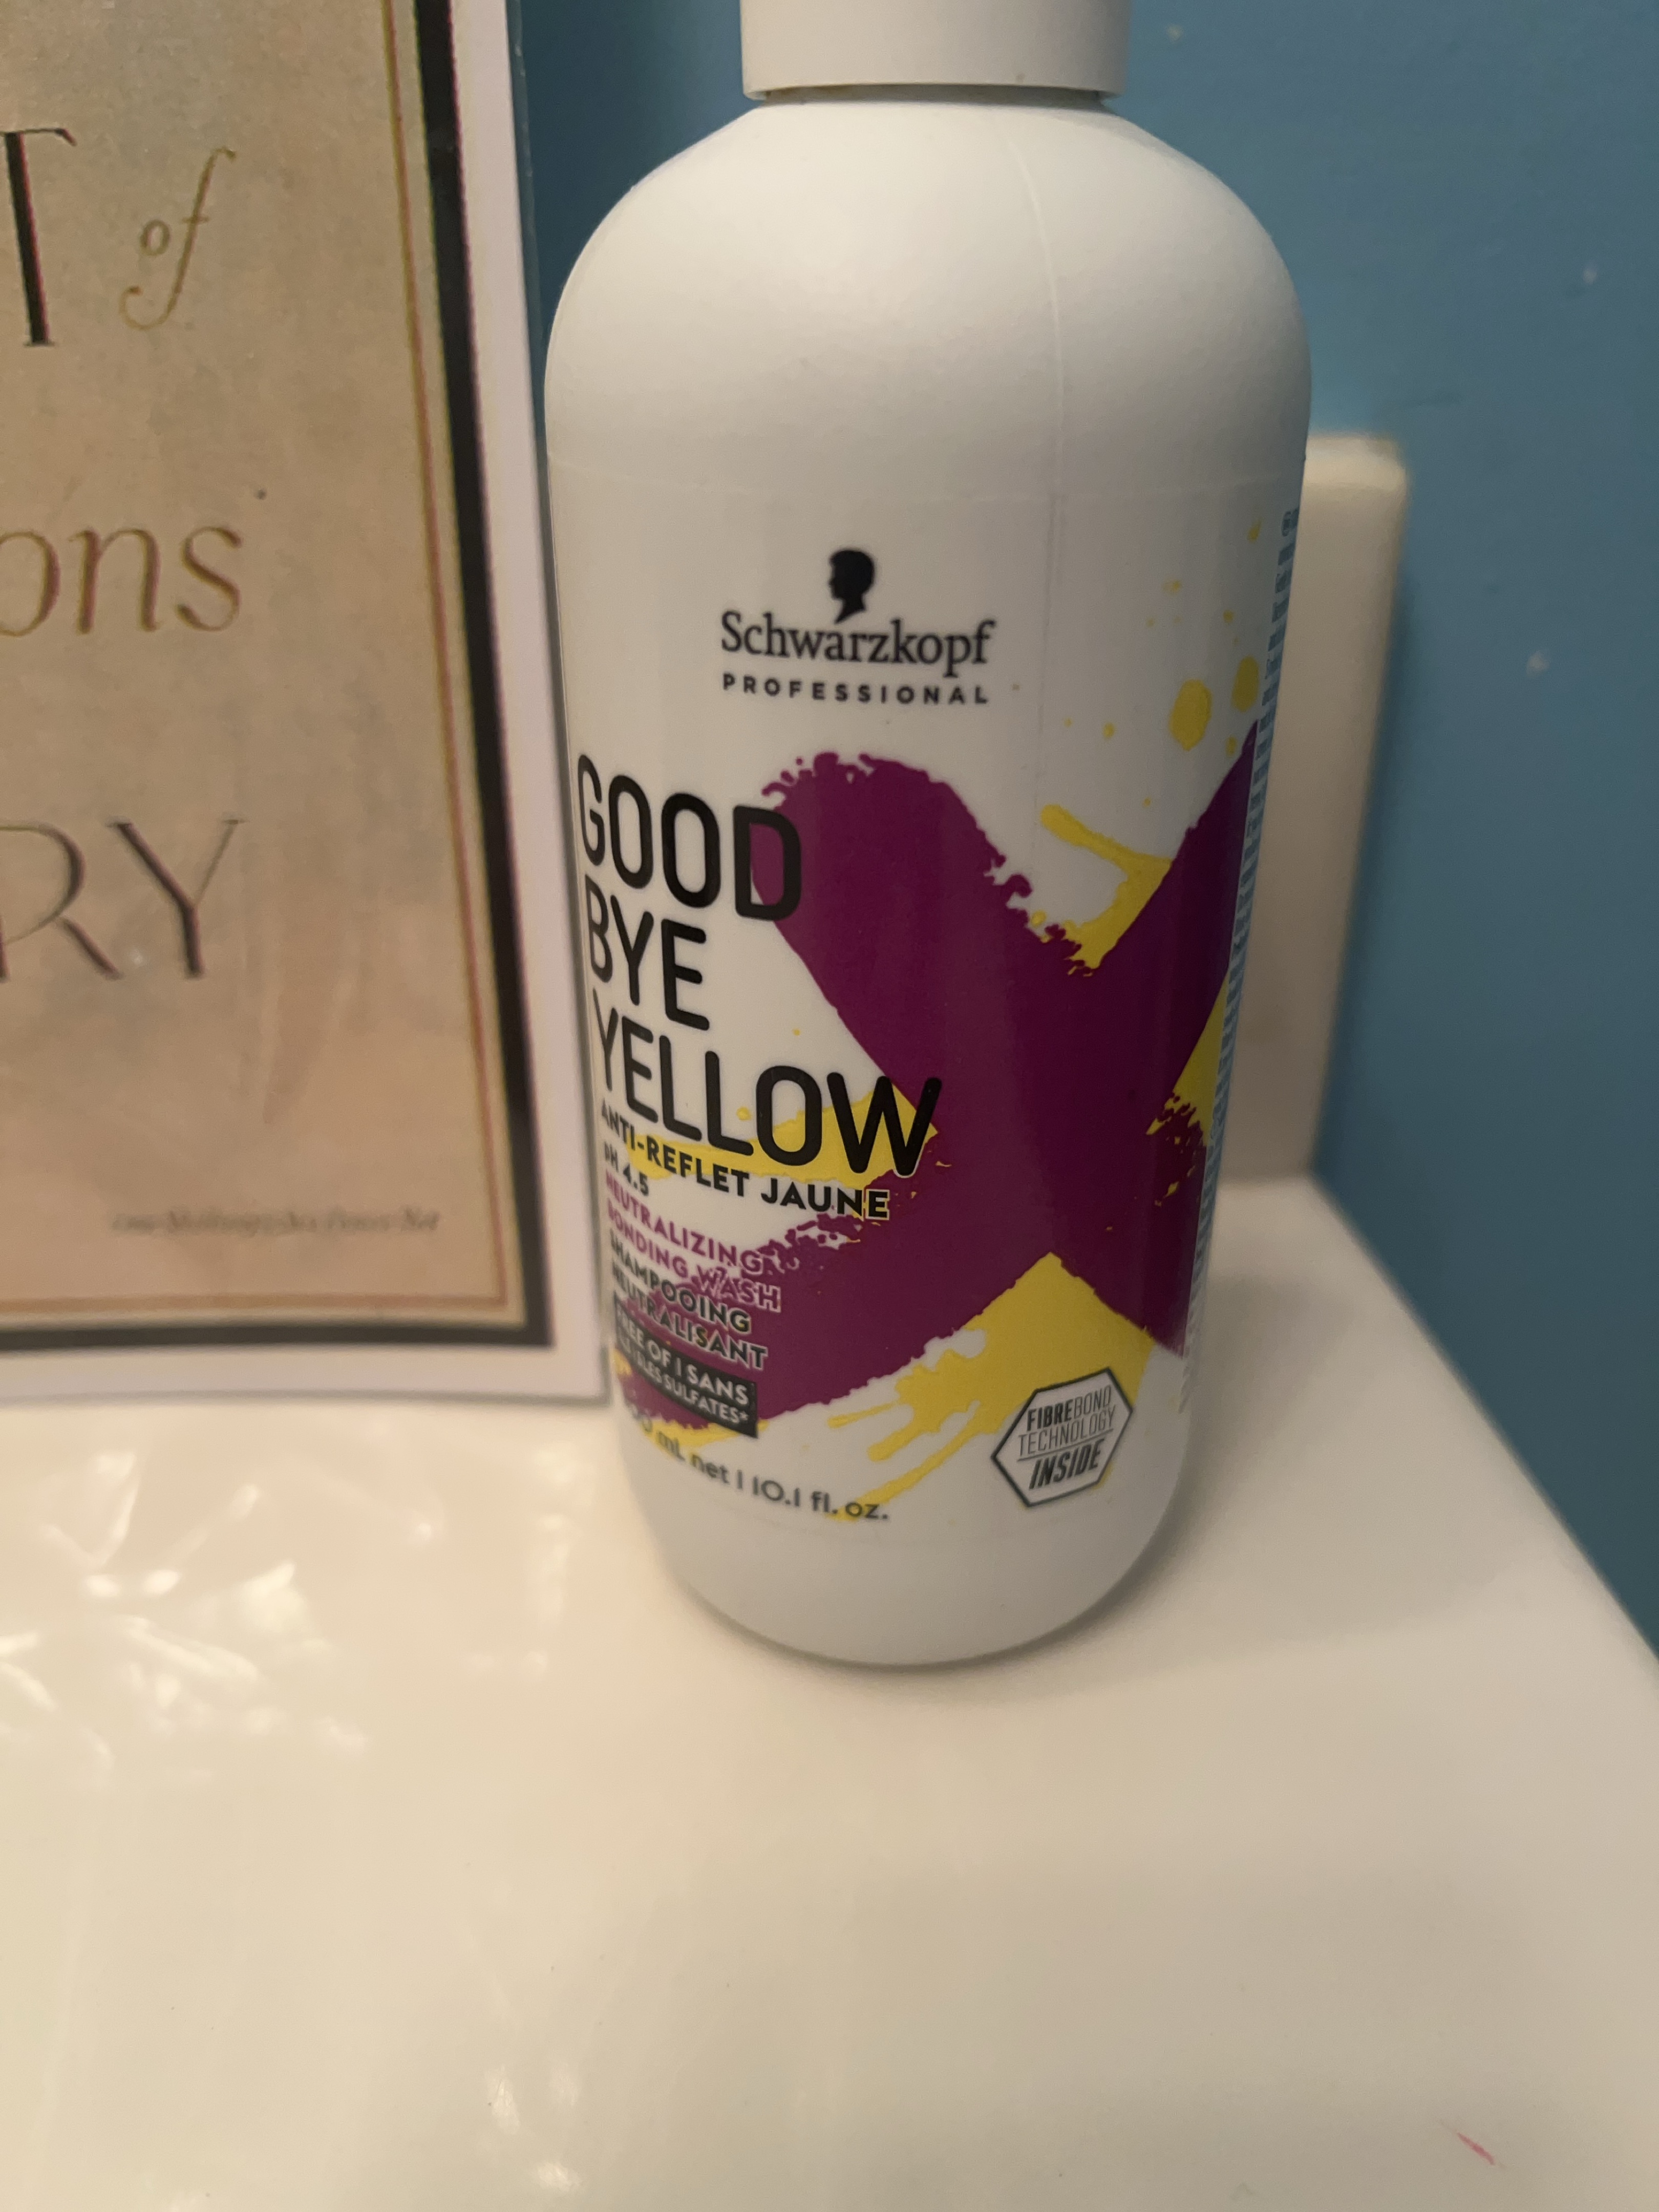 T of
ons
RY
Schwarzkopf
PROFESSIONAL
GOOD
BYE
YELLOW
ANTI-REFLET JAUNE
pH 4.5
NEUTRALIZING
BONDING WASH
SHAMPOOING
NEUTRALISANT
FREE OF | SANS
SULFATES*
mL net | 10.1 fl. oz.
FIBREBOND
TECHNOLOGY
INSIDE